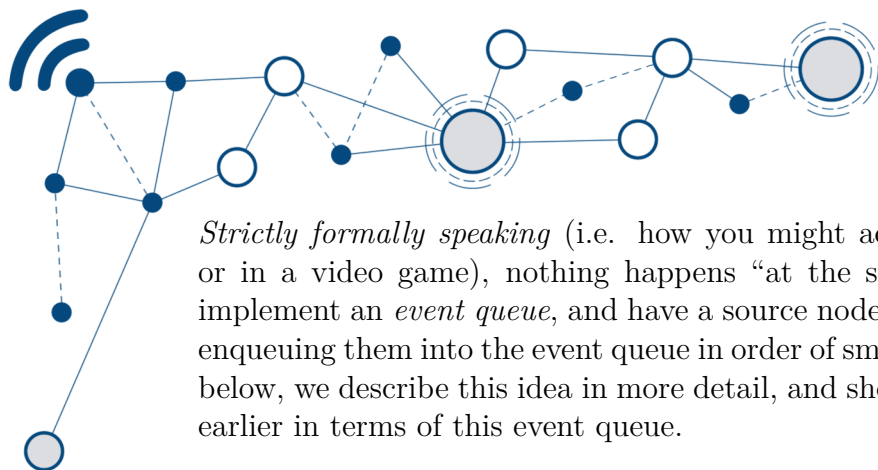 Strictly formally speaking (i.e. how you might
or in a video game), nothing happens “at the
implement an event queue, and have a source node
enqueuing them into the event queue in order of
below, we describe this idea in more detail, and
earlier in terms of this event queue.